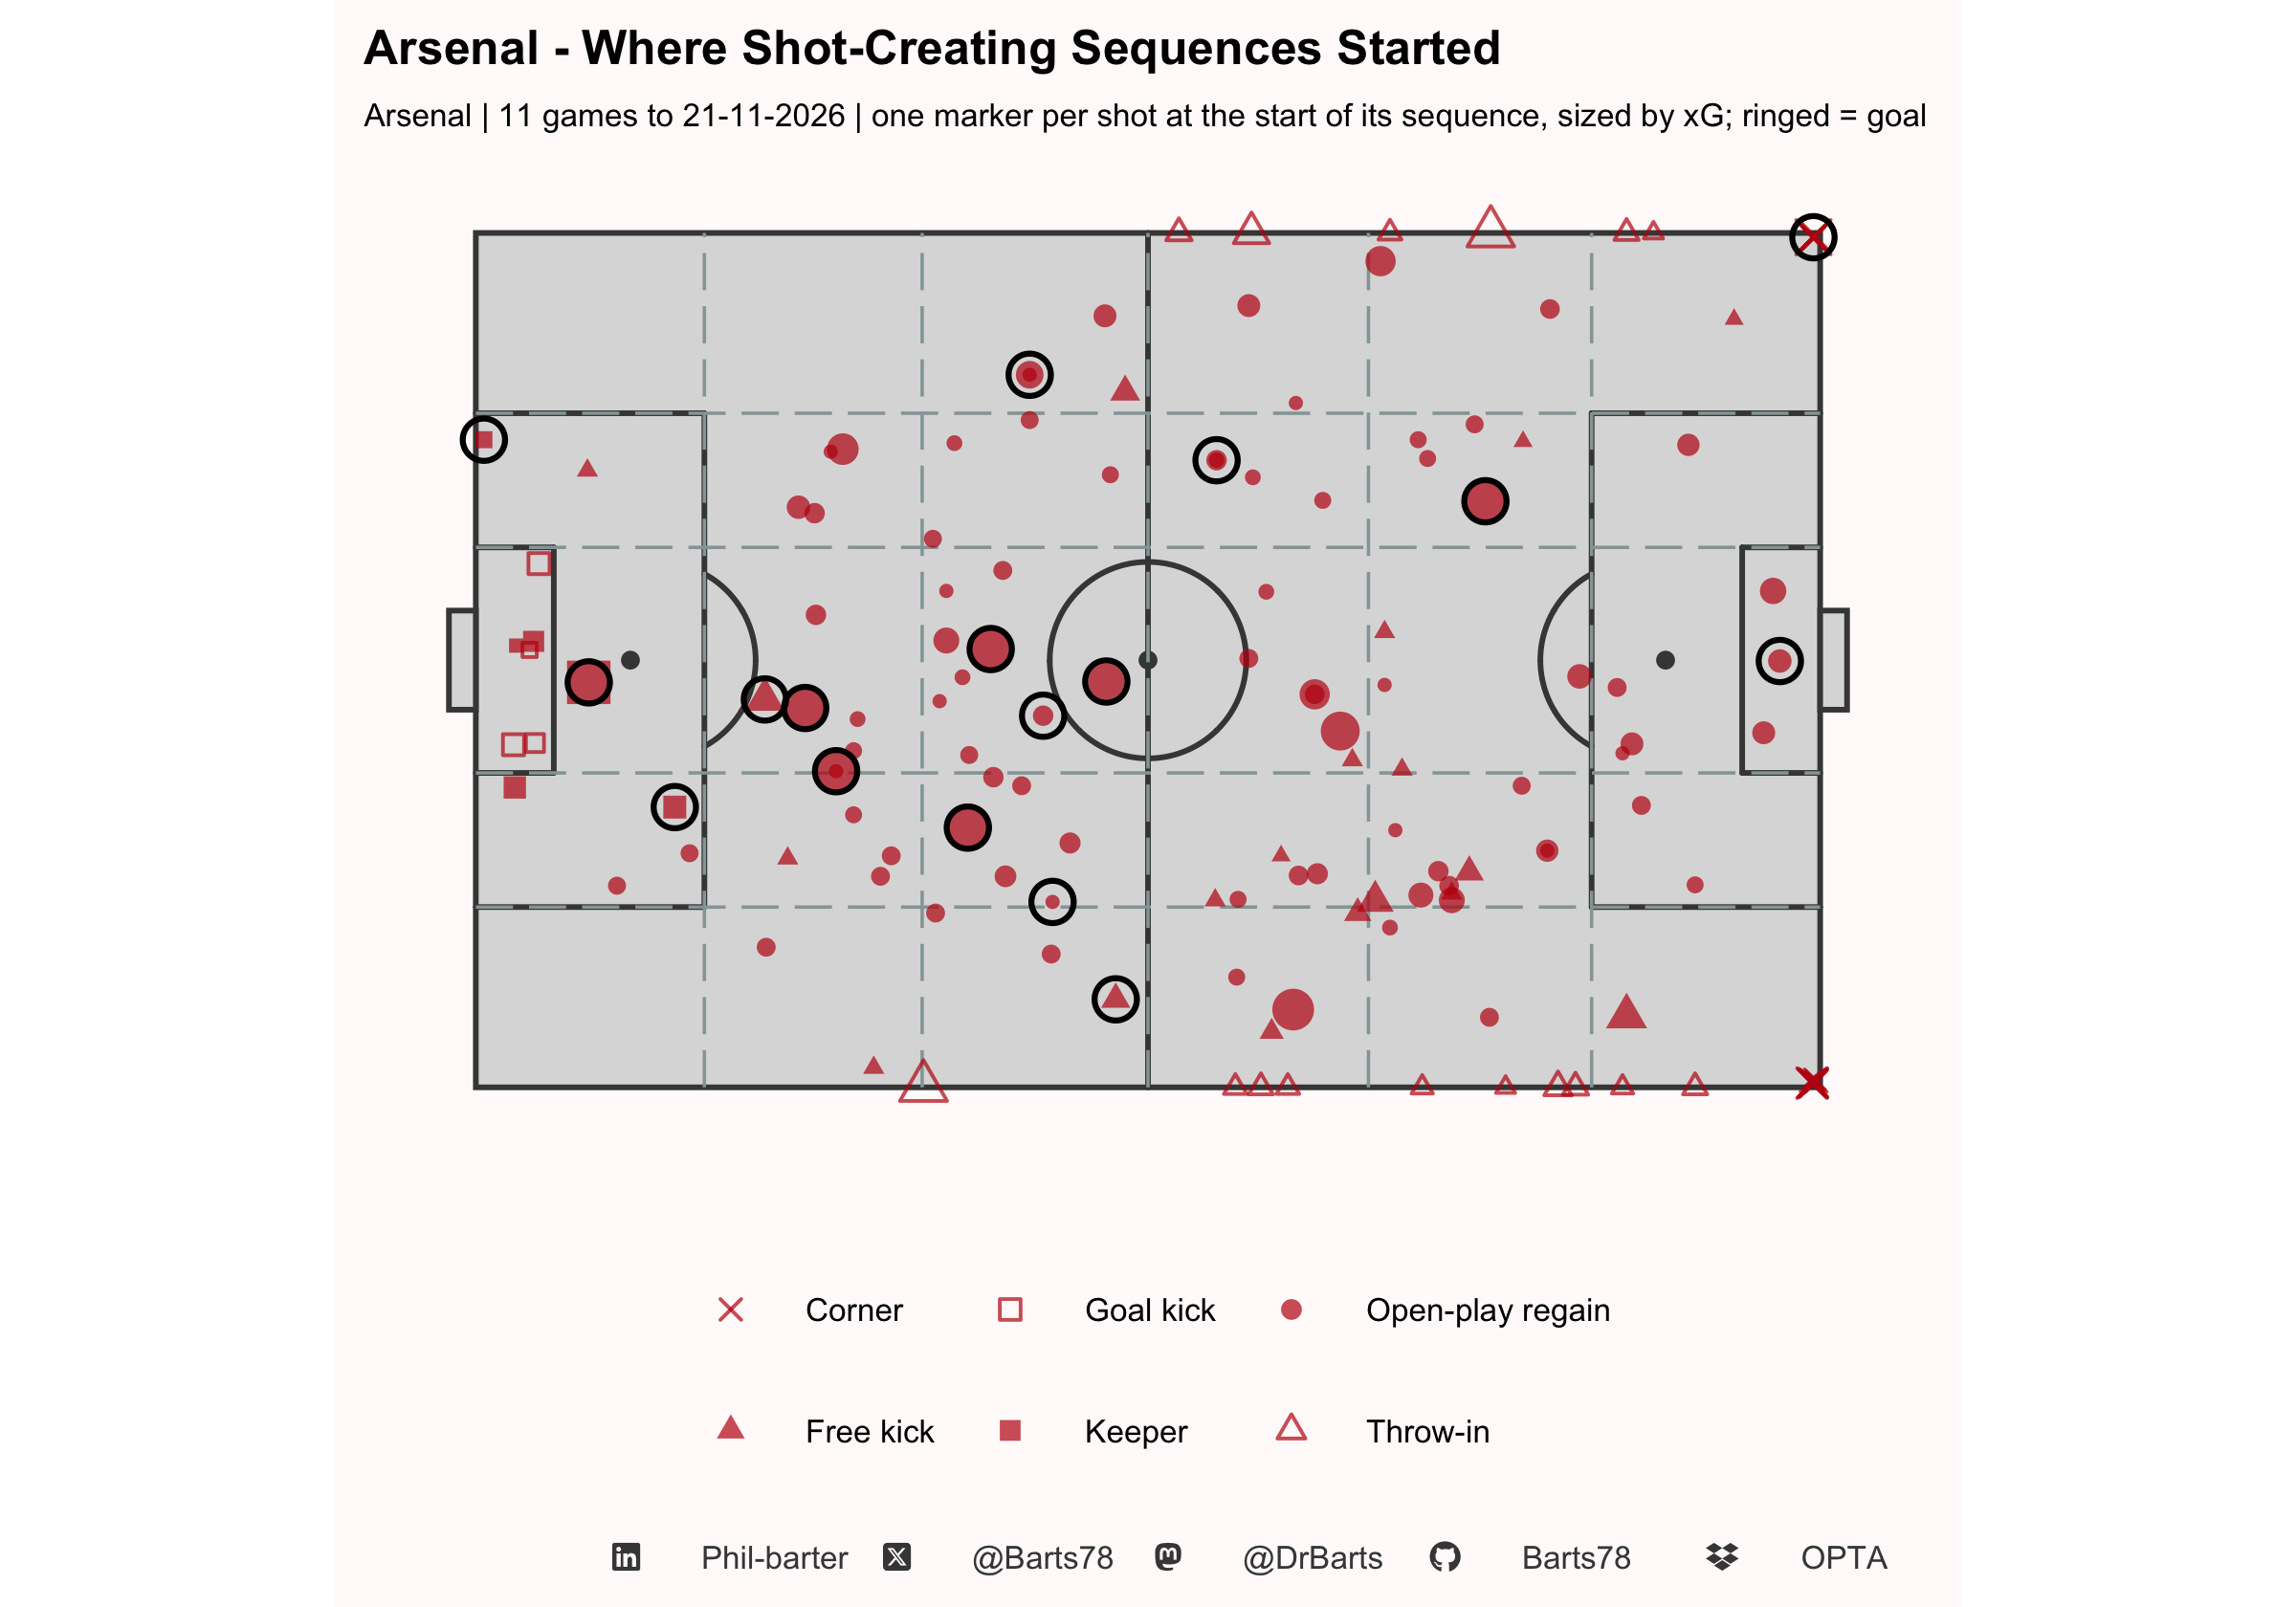 Arsenal - Where Shot-Creating Sequences Started
Arsenal | 11 games to 21-11-2026 | one marker per shot at the start of its sequence, sized by xG; ringed = goal
Corner
Goal kick
Open-play regain
Free kick
Keeper
Throw-in
Phil-barter
@Barts78
@DrBarts
Barts78
OPTA